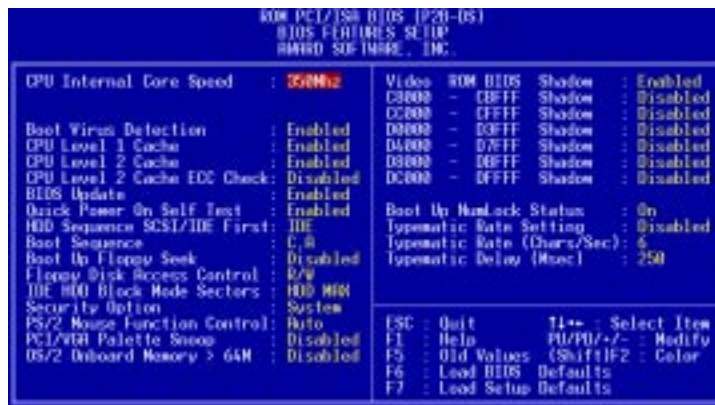 ROM PCI/ISA BIOS (P2B-DS)
BIOS FEATURES SETUP
AWARD SOFTWARE, INC.
CPU Internal Core Speed : 350Mhz
Boot Virus Detection : Enabled
CPU Level 1 Cache : Enabled
CPU Level 2 Cache : Enabled
CPU Level 2 Cache ECC Check: Disabled
BIOS Update : Enabled
Quick Power On Self Test : Enabled
HDD Sequence SCSI/IDE First: IDE
Boot Sequence : C,A
Boot Up Floppy Seek : Disabled
Floppy Disk Access Control : R/W
IDE HDD Block Mode Sectors : HDD MAX
Security Option : System
PS/2 Mouse Function Control: Auto
PCI/VGA Palette Snoop : Disabled
OS/2 Onboard Memory > 64M : Disabled
Video ROM BIOS Shadow : Enabled
C8000 - CBFFF Shadow : Disabled
CC000 - CFFFF Shadow : Disabled
D0000 - D3FFF Shadow : Disabled
D4000 - D7FFF Shadow : Disabled
D8000 - DBFFF Shadow : Disabled
DC000 - DFFFF Shadow : Disabled
Boot Up NumLock Status : On
Typematic Rate Setting : Disabled
Typematic Rate (Chars/Sec): 6
Typematic Delay (Msec) : 250
ESC : Quit ↑↓→← : Select Item
F1 : Help PU/PD/+/- : Modify
F5 : Old Values (Shift)F2 : Color
F6 : Load BIOS Defaults
F7 : Load Setup Defaults